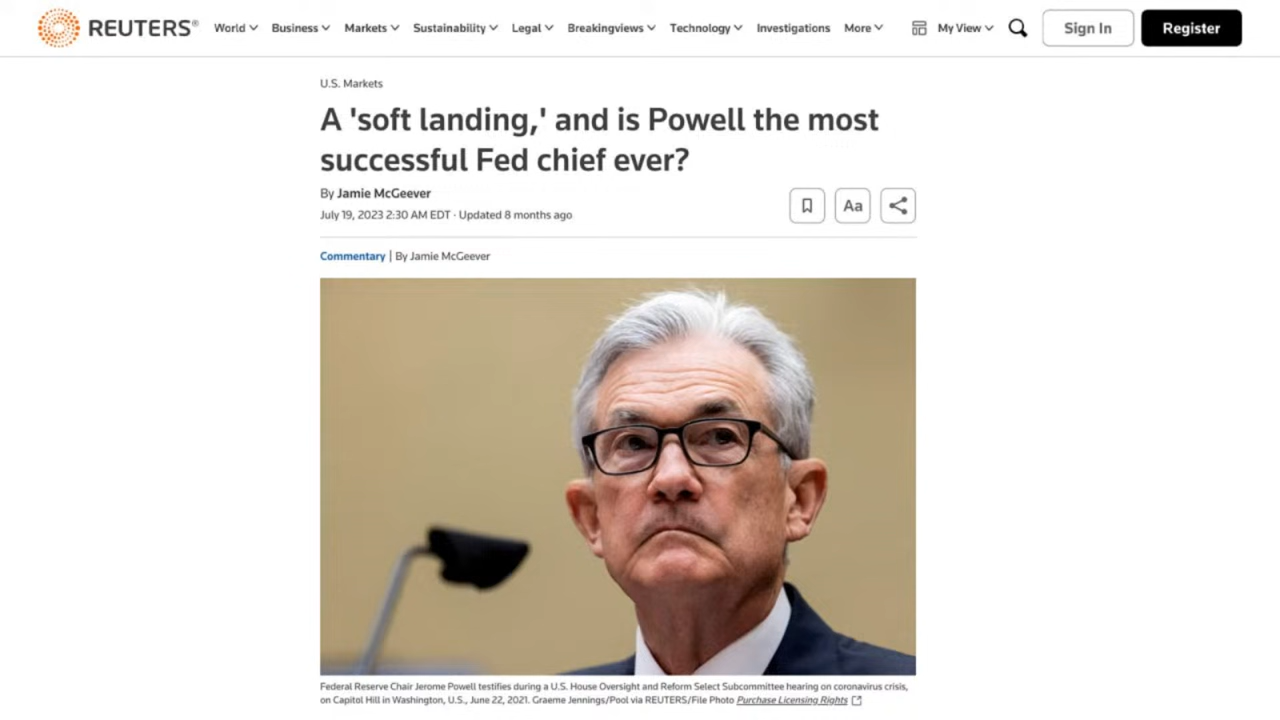 REUTERS® World Business Markets Sustainability Legal Breakingviews Technology Investigations More My View Sign In Register
U.S. Markets
A 'soft landing,' and is Powell the most
successful Fed chief ever?
By Jamie McGeever
July 19, 2023 2:30 AM EDT · Updated 8 months ago
Aa
Commentary | By Jamie McGeever
Federal Reserve Chair Jerome Powell testifies during a U.S. House Oversight and Reform Select Subcommittee hearing on coronavirus crisis,
on Capitol Hill in Washington, U.S., June 22, 2021. Graeme Jennings/Pool via REUTERS/File Photo Purchase Licensing Rights